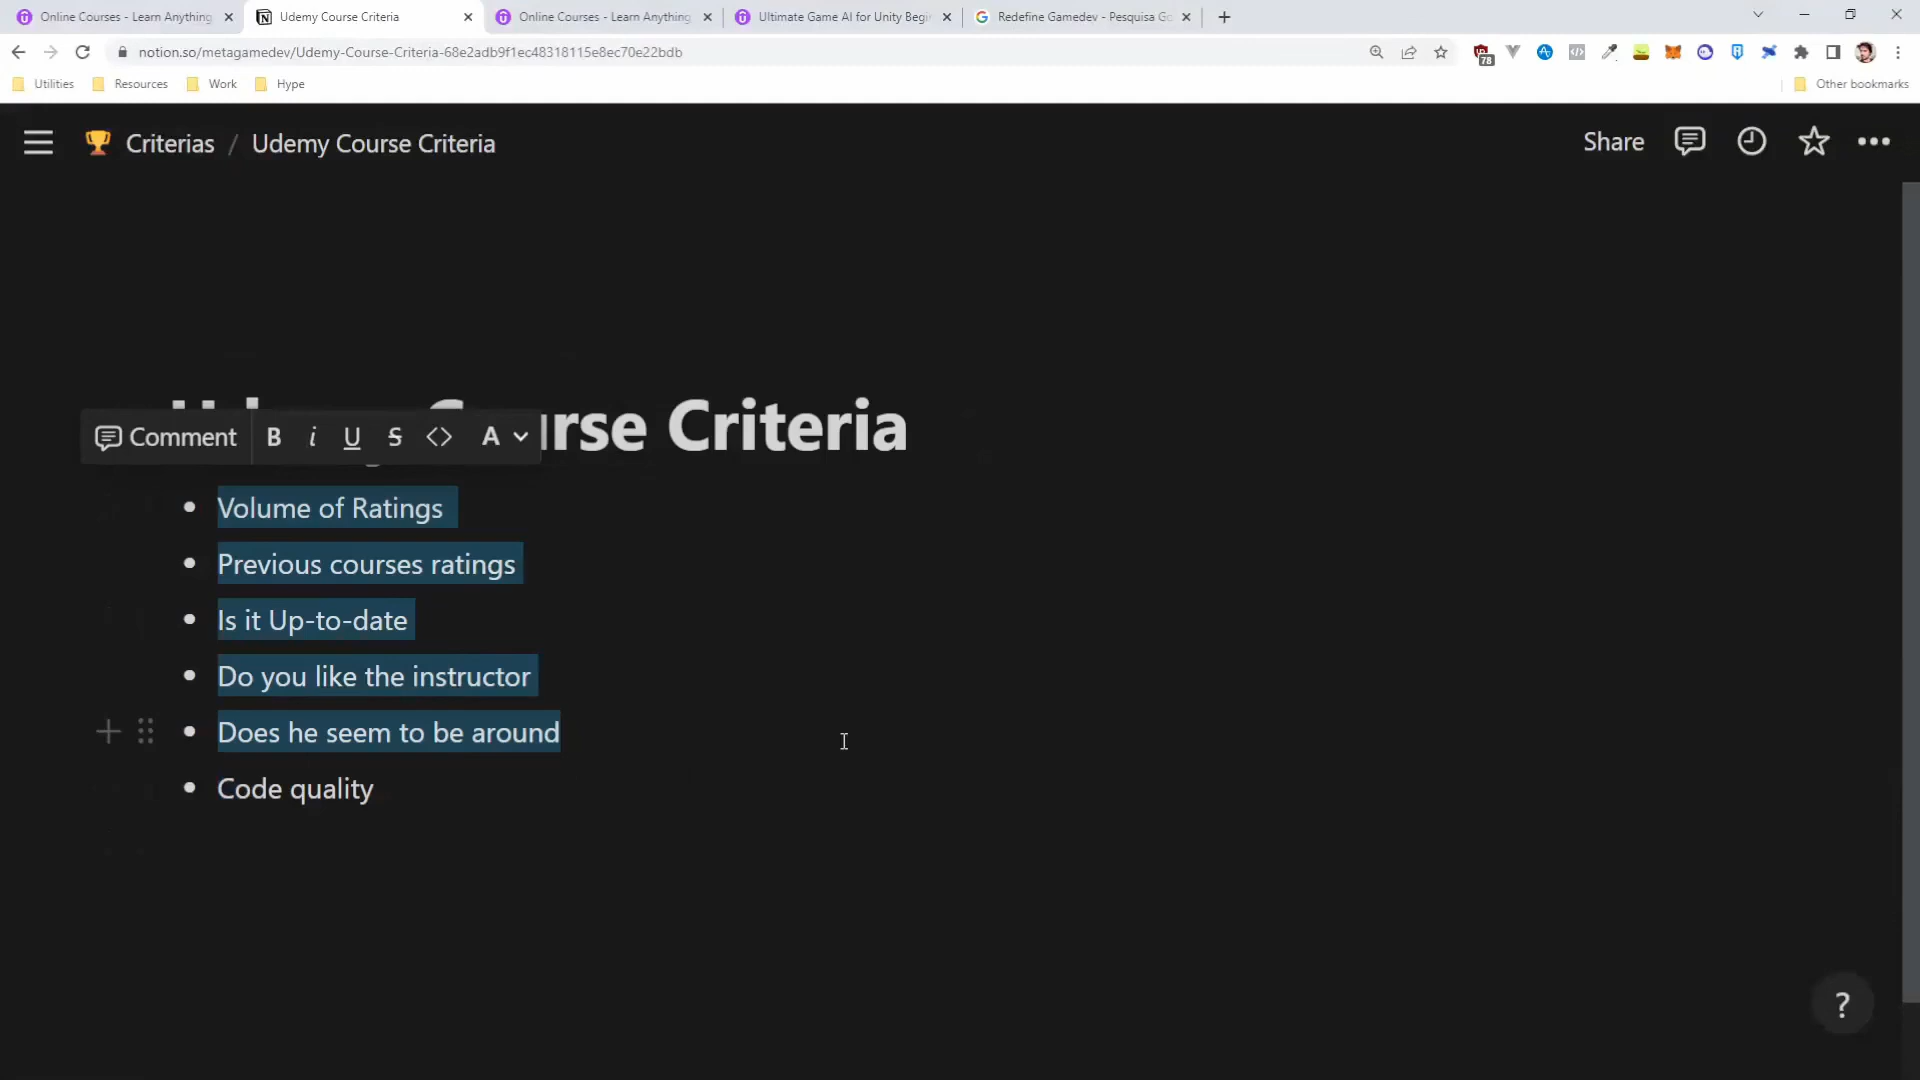 Online Courses - Learn Anything
Udemy Course Criteria
Online Courses - Learn Anything
Ultimate Game AI for Unity Begi
Redefine Gamedev - Pesquisa Go
notion.so/metagamedev/Udemy-Course-Criteria-68e2adb9f1ec48318115e8ec70e22bdb
78
Utilities
Resources
Work
Hype
Other bookmarks
Criterias / Udemy Course Criteria
Share
Course Criteria
Comment B i U S <> A
• Volume of Ratings
• Previous courses ratings
• Is it Up-to-date
• Do you like the instructor
• Does he seem to be around
• Code quality
?